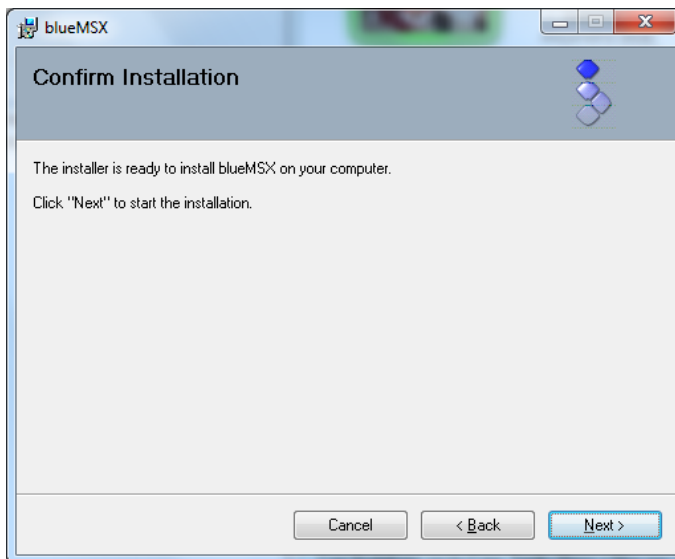 blueMSX
Confirm Installation
The installer is ready to install blueMSX on your computer.
Click "Next" to start the installation.
Cancel
< Back
Next >